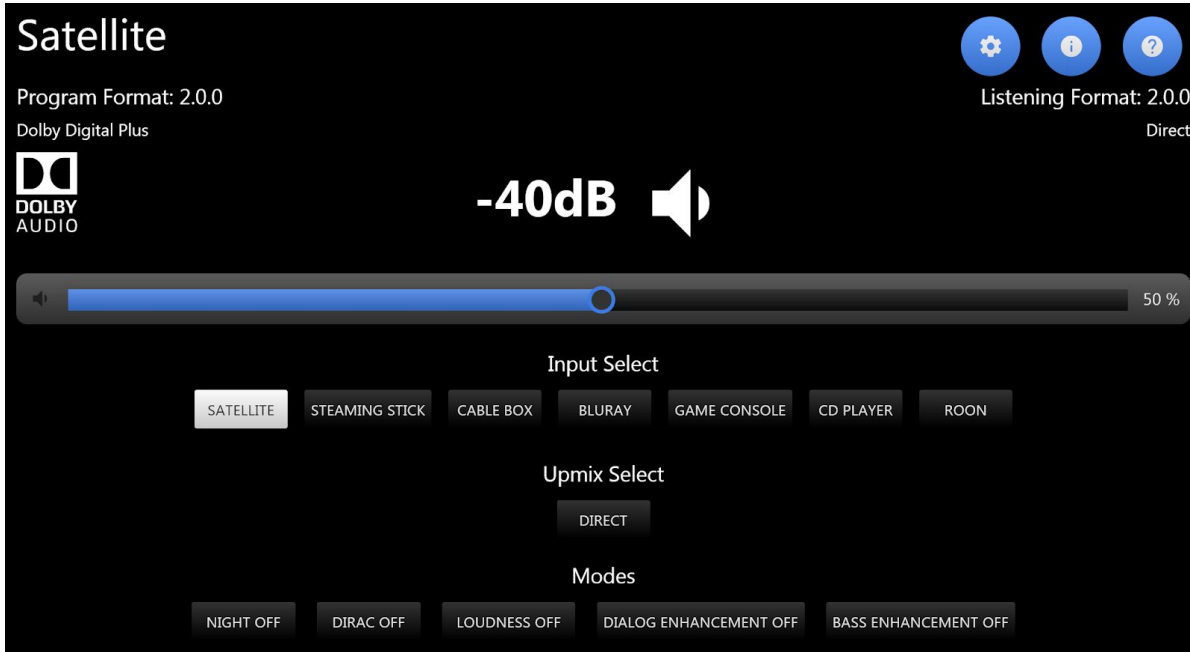 Satellite
Program Format: 2.0.0
Listening Format: 2.0.0
Dolby Digital Plus
Direct
DOLBY
AUDIO
-40dB
50 %
Input Select
SATELLITE STEAMING STICK CABLE BOX BLURAY GAME CONSOLE CD PLAYER ROON
Upmix Select
DIRECT
Modes
NIGHT OFF DIRAC OFF LOUDNESS OFF DIALOG ENHANCEMENT OFF BASS ENHANCEMENT OFF